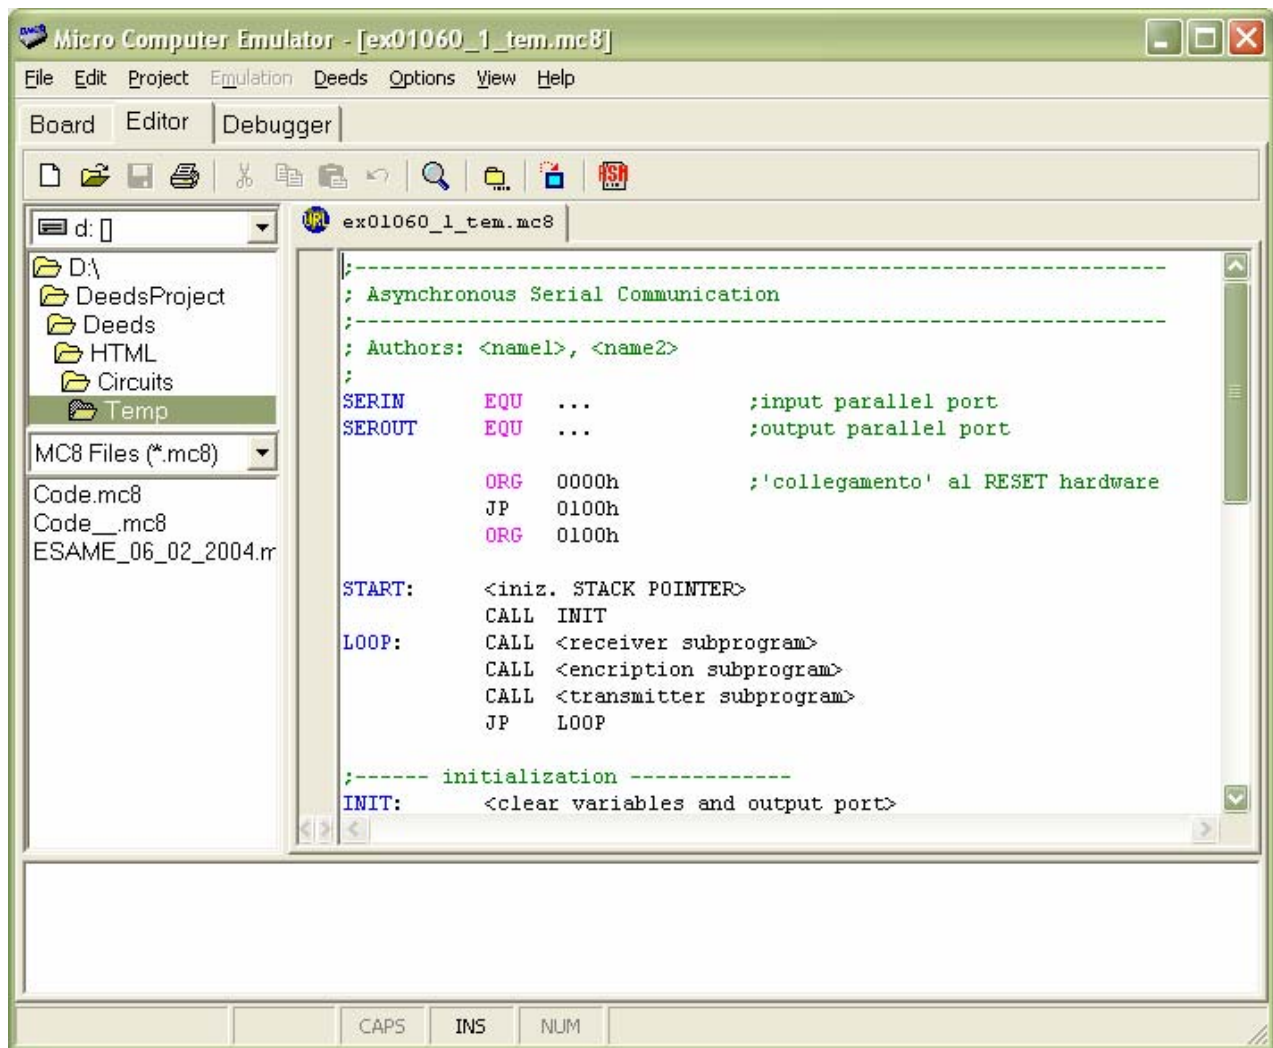 Micro Computer Emulator - [ex01060_1_tem.mc8]
File Edit Project Emulation Deeds Options View Help
Board Editor Debugger
ASM
d: []
D:\
DeedsProject
Deeds
HTML
Circuits
Temp
MC8 Files (*.mc8)
Code.mc8
Code__.mc8
ESAME_06_02_2004.m
ex01060_1_tem.mc8
;-----------------------------------------------------------------
; Asynchronous Serial Communication
;-----------------------------------------------------------------
; Authors: <name1>, <name2>
;
SERIN EQU ... ;input parallel port
SEROUT EQU ... ;output parallel port
ORG 0000h ;'collegamento' al RESET hardware
JP 0100h
ORG 0100h
START: <iniz. STACK POINTER>
CALL INIT
LOOP: CALL <receiver subprogram>
CALL <encription subprogram>
CALL <transmitter subprogram>
JP LOOP
;------ initialization -------------
INIT: <clear variables and output port>
CAPS INS NUM